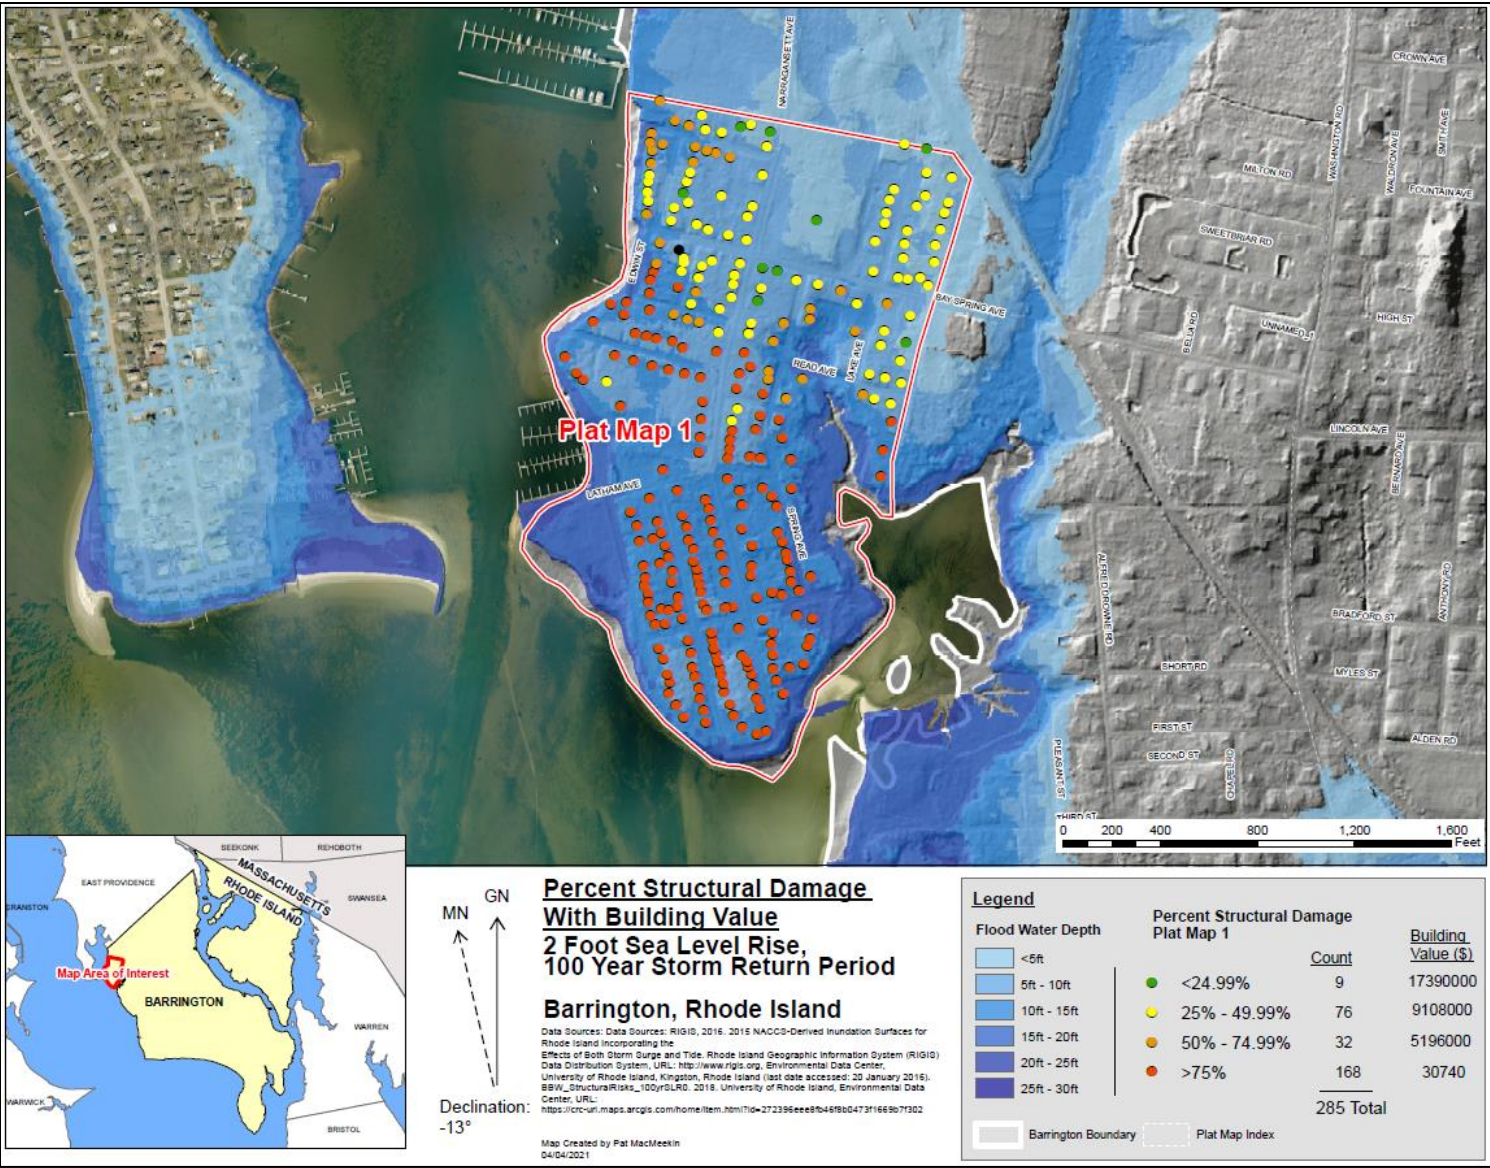 NARRAGANSETT AVE
CROWN AVE
WASHINGTON RD
WALDRON AVE
SMITH AVE
MILTON RD
FOUNTAIN AVE
SWEETBRIAR RD
EDWIN ST
BAY SPRING AVE
BELLA RD
UNNAMED_1
HIGH ST
READ AVE
LAKE AVE
Plat Map 1
LINCOLN AVE
BERNARD AVE
LATHAM AVE
SPRING AVE
ALFRED DROWNE RD
ANTHONY RD
BRADFORD ST
SHORT RD
MYLES ST
FIRST ST
ALDEN RD
SECOND ST
CHAPEL RD
PLEASANT ST
THIRD ST
0 200 400 800 1,200 1,600
Feet
SEEKONK
REHOBOTH
MASSACHUSETTS
RHODE ISLAND
EAST PROVIDENCE
SWANSEA
CRANSTON
Map Area of Interest
BARRINGTON
WARREN
WARWICK
BRISTOL
MN
GN
Declination:
-13°
Percent Structural Damage
With Building Value
2 Foot Sea Level Rise,
100 Year Storm Return Period
Barrington, Rhode Island
Data Sources: Data Sources: RIGIS, 2016. 2015 NACCS-Derived Inundation Surfaces for
Rhode Island Incorporating the
Effects of Both Storm Surge and Tide. Rhode Island Geographic Information System (RIGIS)
Data Distribution System, URL: http://www.rigis.org, Environmental Data Center,
University of Rhode Island, Kingston, Rhode Island (last date accessed: 20 January 2016).
BBW_StructuralRisks_100yrSLR0. 2018. University of Rhode Island, Environmental Data
Center, URL:
Map Created by Pat MacMeekin
04/04/2021
Legend
Flood Water Depth
<5ft
5ft - 10ft
10ft - 15ft
15ft - 20ft
20ft - 25ft
25ft - 30ft
Percent Structural Damage
Plat Map 1
Count
Building
Value ($)
<24.99% 9 17390000
25% - 49.99% 76 9108000
50% - 74.99% 32 5196000
>75% 168 30740
285 Total
Barrington Boundary
Plat Map Index